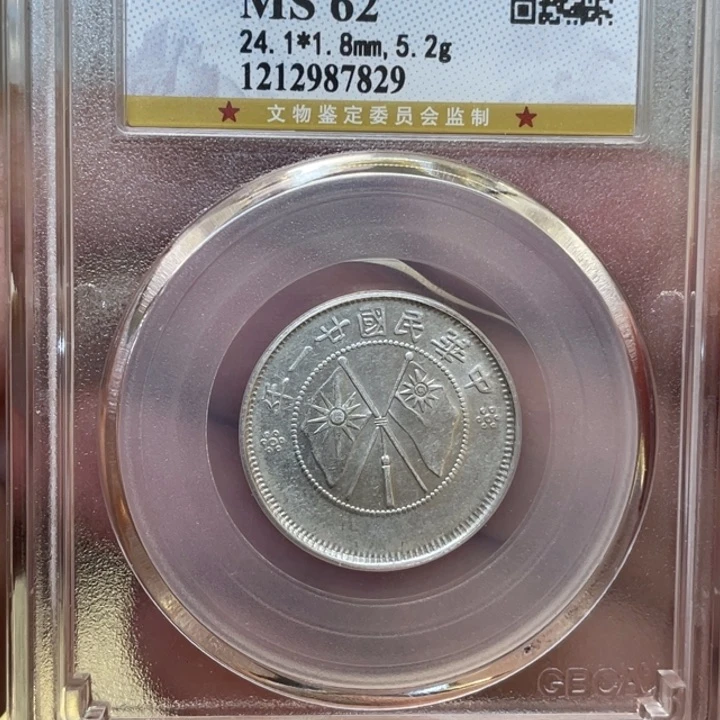 MS 62
24.1*1.8mm, 5.2g
1212987829
★ 文物鉴定委员会监制 ★
中華民國廿一年
GBCA